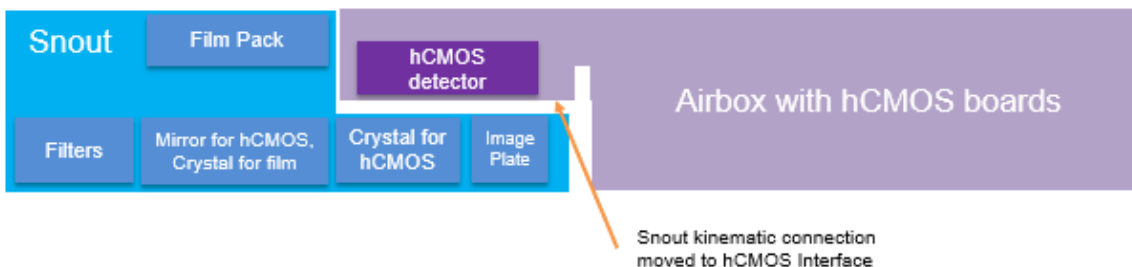 Snout
Film Pack
hCMOS
detector
Airbox with hCMOS boards
Filters
Mirror for hCMOS,
Crystal for film
Crystal for
hCMOS
Image
Plate
Snout kinematic connection
moved to hCMOS Interface